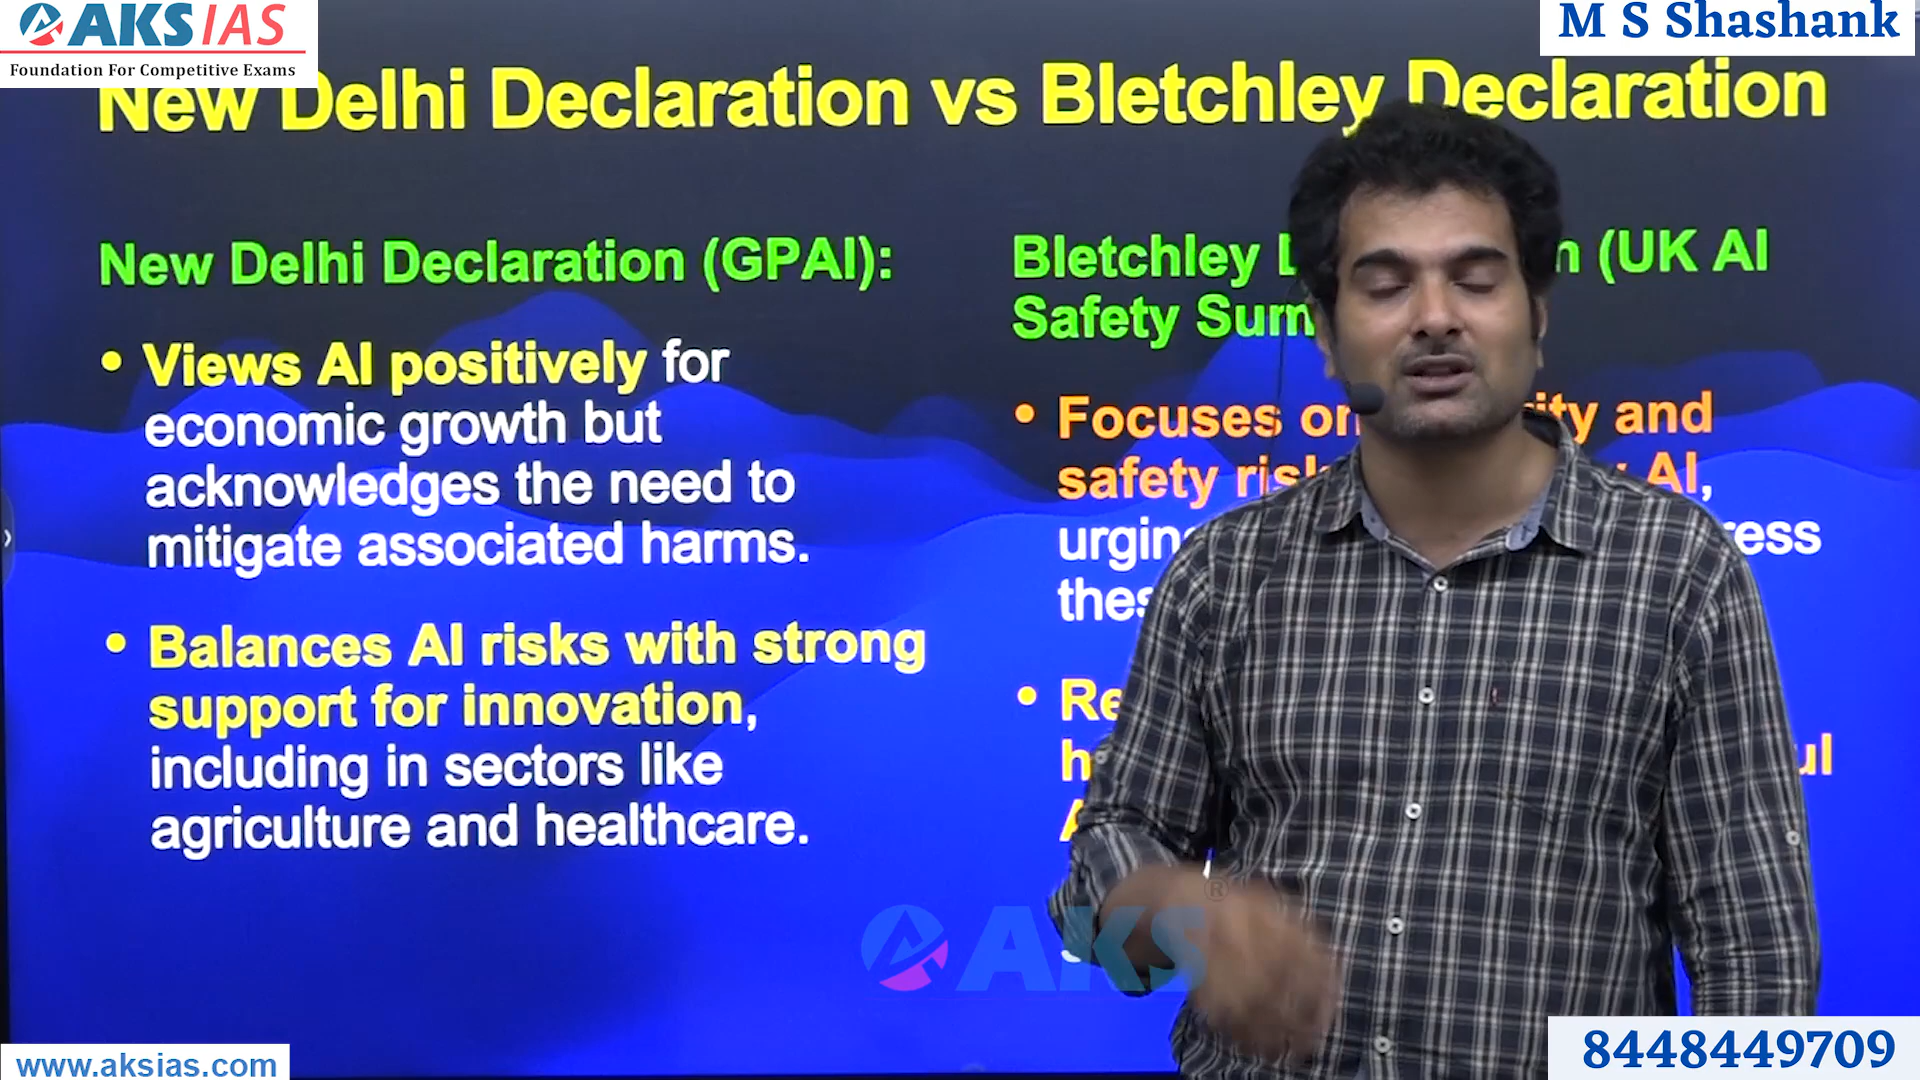 AKS IAS
Foundation For Competitive Exams
M S Shashank
New Delhi Declaration vs Bletchley Declaration
New Delhi Declaration (GPAI):
• Views AI positively for
economic growth but
acknowledges the need to
mitigate associated harms.
• Balances AI risks with strong
support for innovation,
including in sectors like
agriculture and healthcare.
Bletchley (UK AI
Safety
• Focuses and
safety AI,
•
AKS ®
www.aksias.com
8448449709